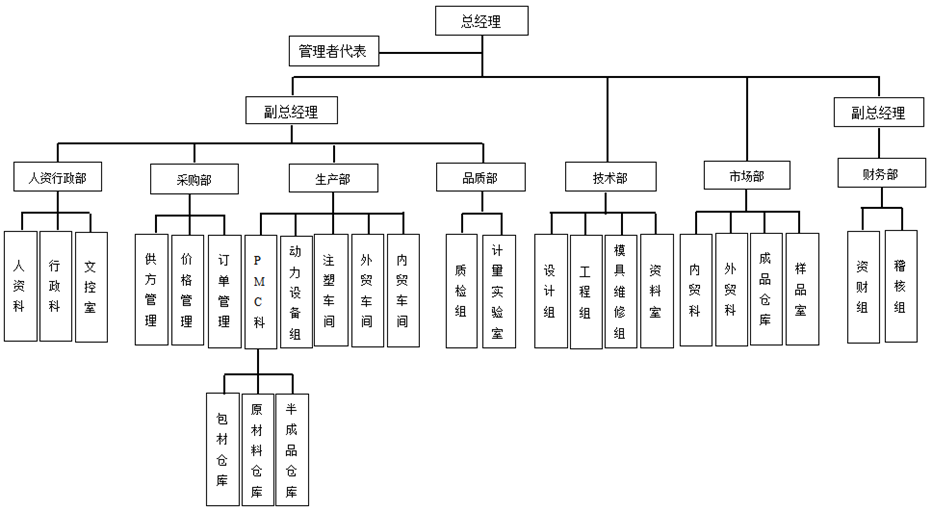 总经理
管理者代表
副总经理
副总经理
人资行政部
采购部
生产部
品质部
技术部
市场部
财务部
人资科
行政科
文控室
供方管理
价格管理
订单管理
PMC科
动力设备组
注塑车间
外贸车间
内贸车间
质检组
计量实验室
设计组
工程组
模具维修组
资料室
内贸科
外贸科
成品仓库
样品室
资财组
稽核组
包材仓库
原材料仓库
半成品仓库